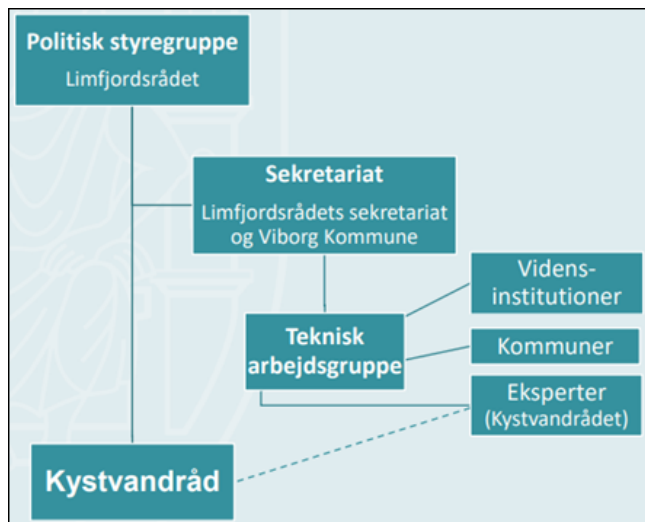 Politisk styregruppe
Limfjordsrådet
Sekretariat
Limfjordsrådets sekretariat
og Viborg Kommune
Videns-
institutioner
Teknisk
arbejdsgruppe
Kommuner
Eksperter
(Kystvandrådet)
Kystvandråd